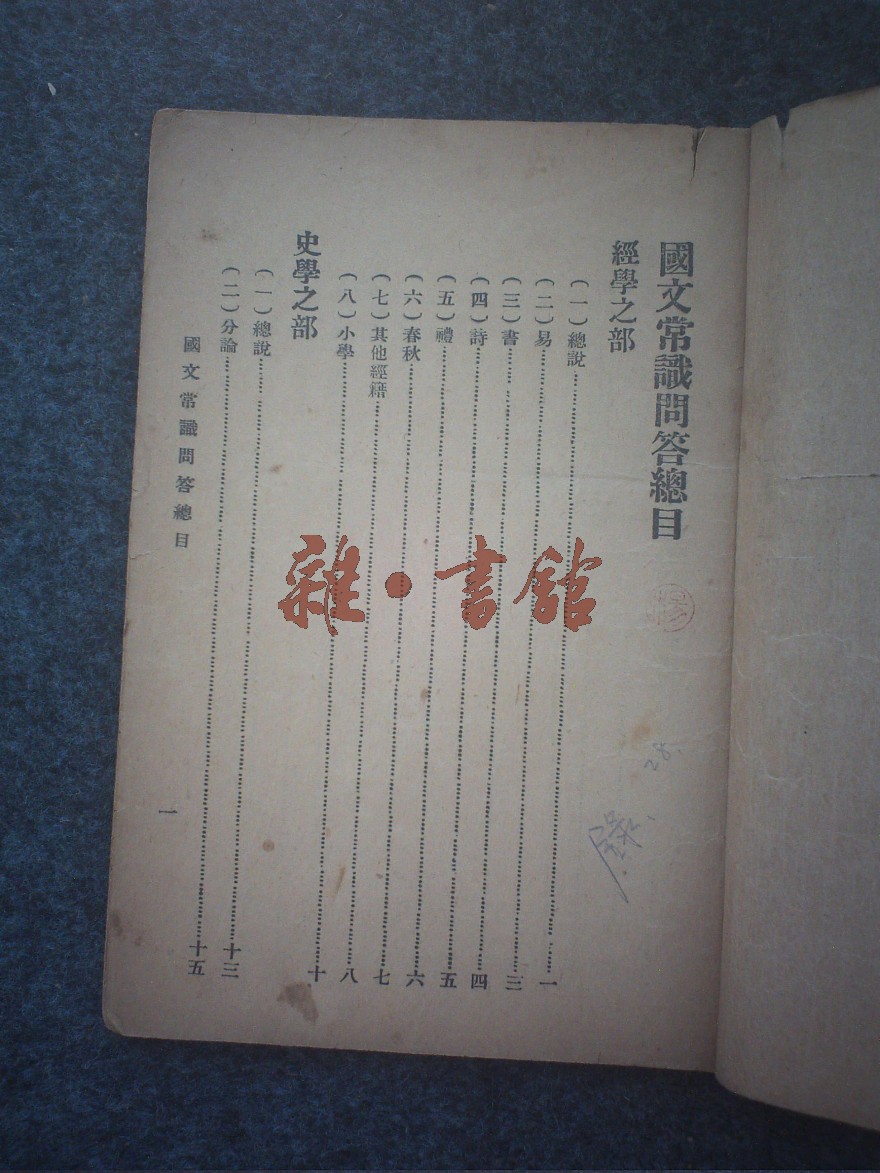 國文常識問答總目
經學之部
(一)總說……一
(二)易……三
(三)書……四
(四)詩……五
(五)禮……六
(六)春秋……七
(七)其他經籍……八
(八)小學……十
史學之部
(一)總說……十三
(二)分論……十五
國文常識問答總目
一
雜·書館
28.